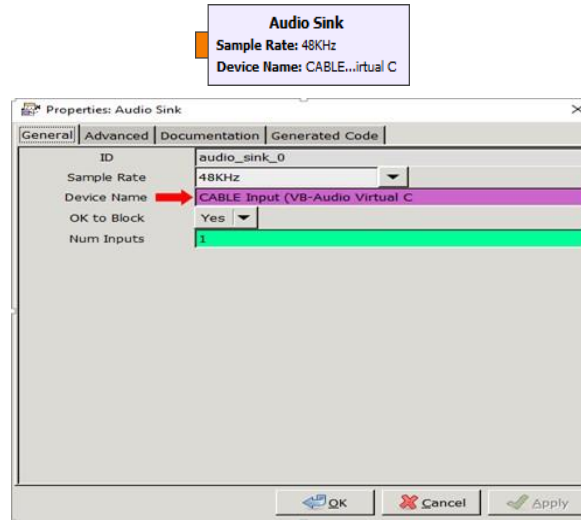 Audio Sink
Sample Rate: 48KHz
Device Name: CABLE...irtual C
Properties: Audio Sink
General Advanced Documentation Generated Code
ID audio_sink_0
Sample Rate 48KHz
Device Name CABLE Input (VB-Audio Virtual C
OK to Block Yes
Num Inputs 1
OK Cancel Apply